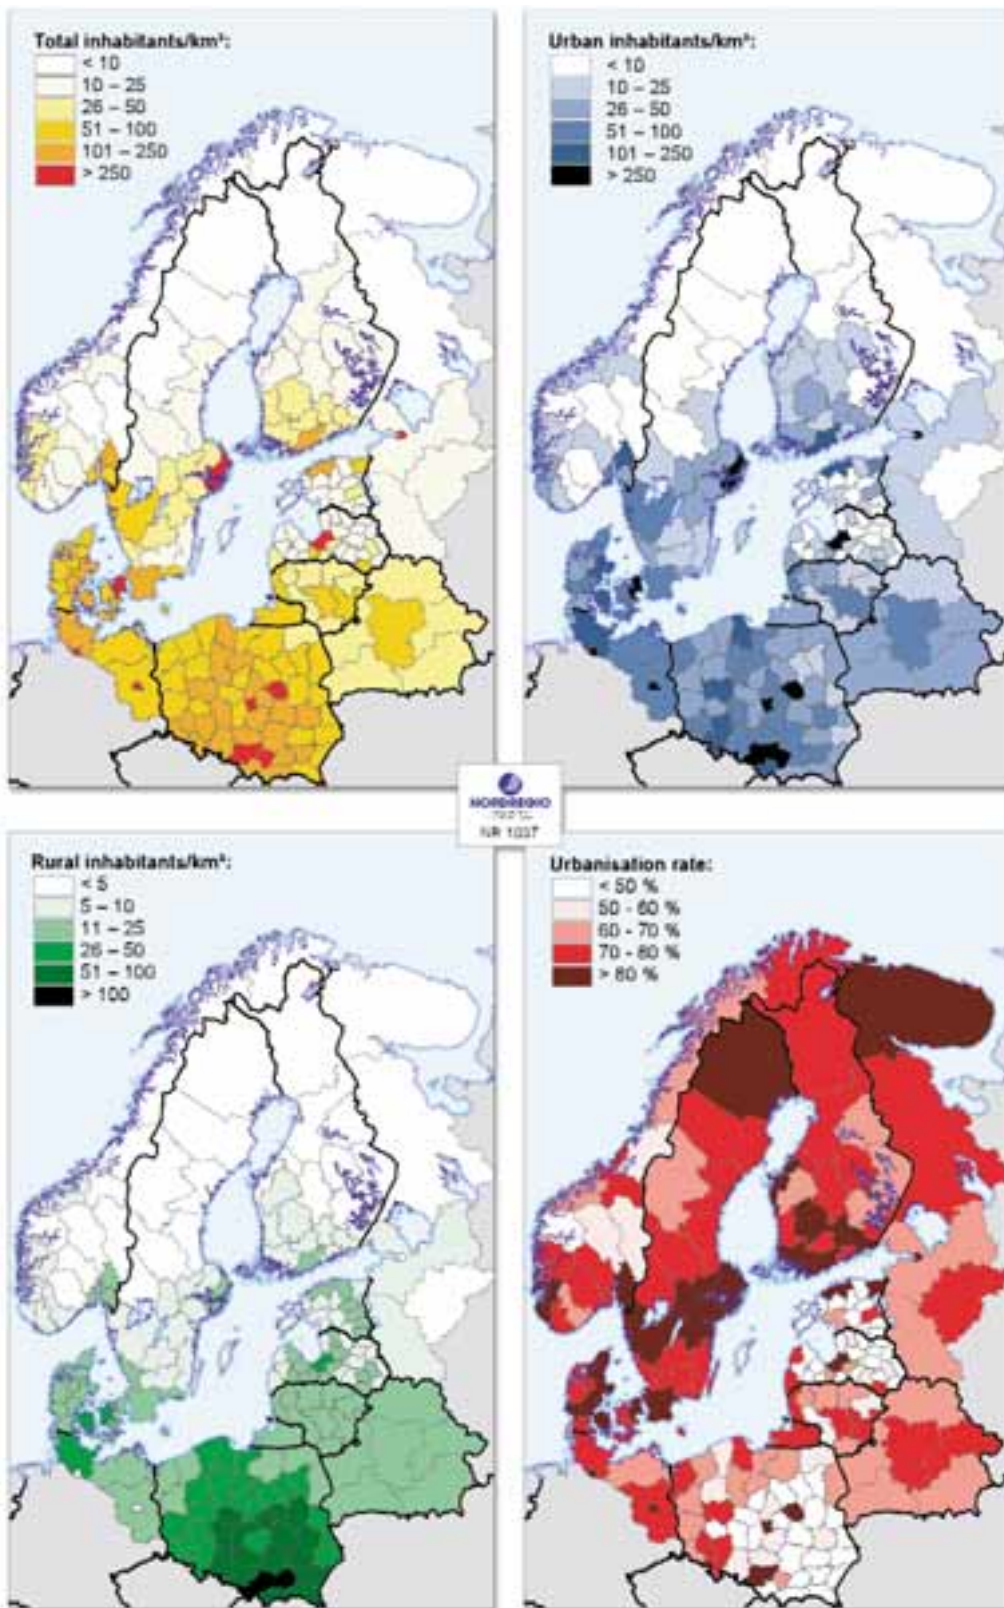 Total inhabitants/km²:
< 10
10 – 25
26 – 50
51 – 100
101 – 250
> 250
Urban inhabitants/km²:
< 10
10 – 25
26 – 50
51 – 100
101 – 250
> 250
NORDREGIO
NR 1037
Rural inhabitants/km²:
< 5
5 – 10
11 – 25
26 – 50
51 – 100
> 100
Urbanisation rate:
< 50 %
50 - 60 %
60 - 70 %
70 - 80 %
> 80 %